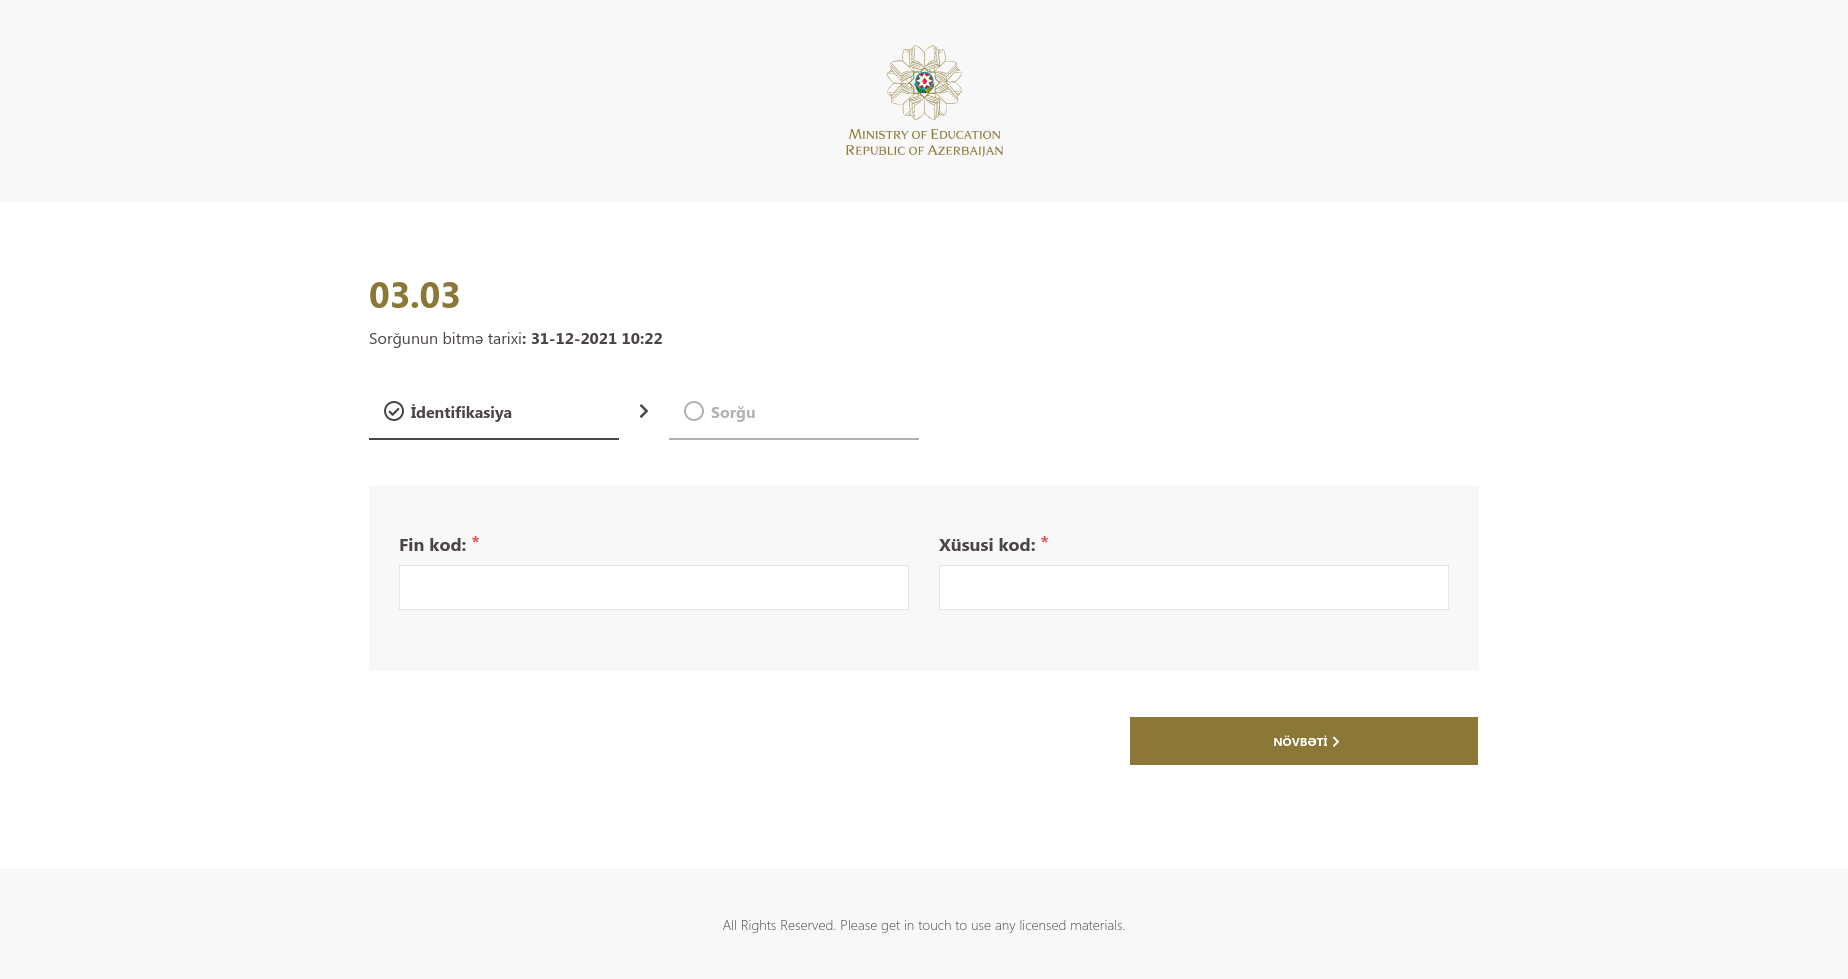 Ministry of Education
Republic of Azerbaijan
03.03
Sorğunun bitmə tarixi: 31-12-2021 10:22
İdentifikasiya
Sorğu
Fin kod: *
Xüsusi kod: *
NÖVBƏTİ
All Rights Reserved. Please get in touch to use any licensed materials.